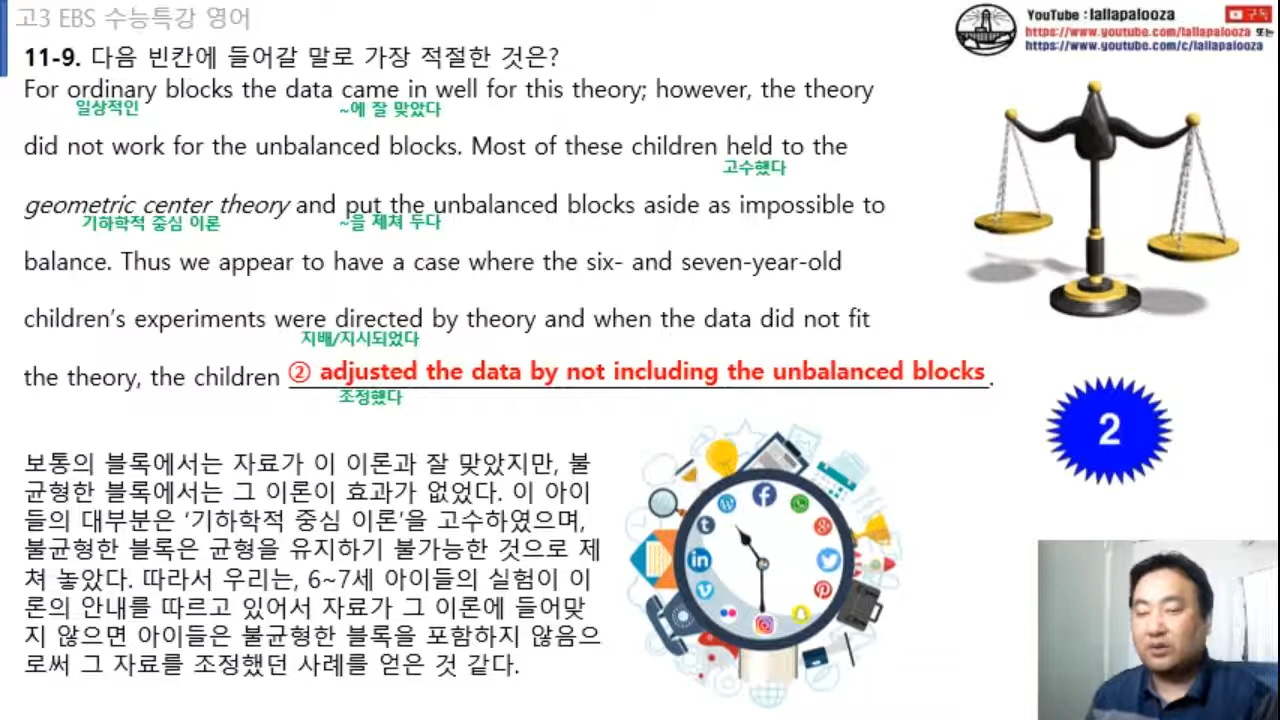 고3 EBS 수능특강 영어
YouTube : lallapalooza
구독
https://www.youtube.com/lallapalooza 또는
https://www.youtube.com/c/lallapalooza
11-9. 다음 빈칸에 들어갈 말로 가장 적절한 것은?
For ordinary blocks the data came in well for this theory; however, the theory
일상적인 ~에 잘 맞았다
did not work for the unbalanced blocks. Most of these children held to the
고수했다
geometric center theory and put the unbalanced blocks aside as impossible to
기하학적 중심 이론 ~을 제쳐 두다
balance. Thus we appear to have a case where the six- and seven-year-old
children's experiments were directed by theory and when the data did not fit
지배/지시되었다
the theory, the children ② adjusted the data by not including the unbalanced blocks.
조정했다
2
보통의 블록에서는 자료가 이 이론과 잘 맞았지만, 불
균형한 블록에서는 그 이론이 효과가 없었다. 이 아이
들의 대부분은 ‘기하학적 중심 이론’을 고수하였으며,
불균형한 블록은 균형을 유지하기 불가능한 것으로 제
쳐 놓았다. 따라서 우리는, 6~7세 아이들의 실험이 이
론의 안내를 따르고 있어서 자료가 그 이론에 들어맞
지 않으면 아이들은 불균형한 블록을 포함하지 않음으
로써 그 자료를 조정했던 사례를 얻은 것 같다.